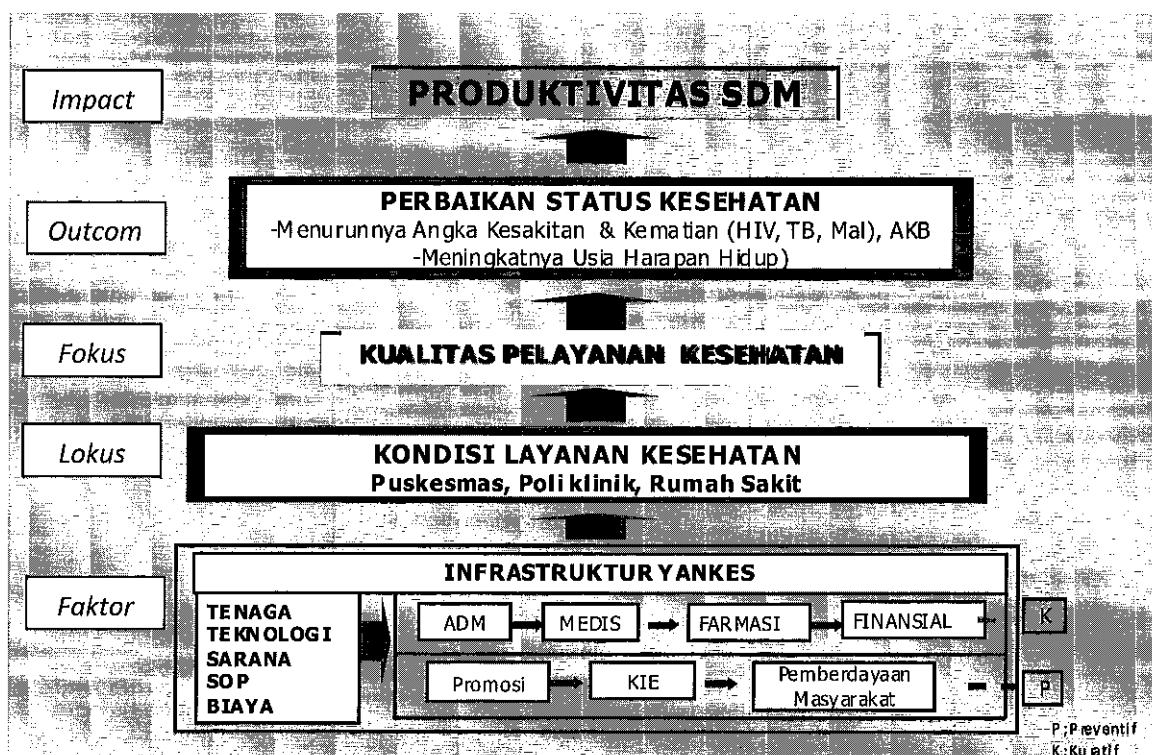 Impact
PRODUKTIVITAS SDM
Outcom
PERBAIKAN STATUS KESEHATAN
-Menurunnya Angka Kesakitan & Kematian (HIV, TB, Mal), AKB
-Meningkatnya Usia Harapan Hidup)
Fokus
KUALITAS PELAYANAN KESEHATAN
Lokus
KONDISI LAYANAN KESEHATAN
Puskesmas, Poliklinik, Rumah Sakit
Faktor
INFRASTRUKTUR YANKES
TENAGA
TEKNOLOGI
SARANA
SOP
BIAYA
ADM
MEDIS
FARMASI
FINANSIAL
K
Promosi
KIE
Pemberdayaan
Masyarakat
P
P ;Preventif
K: Kuratif